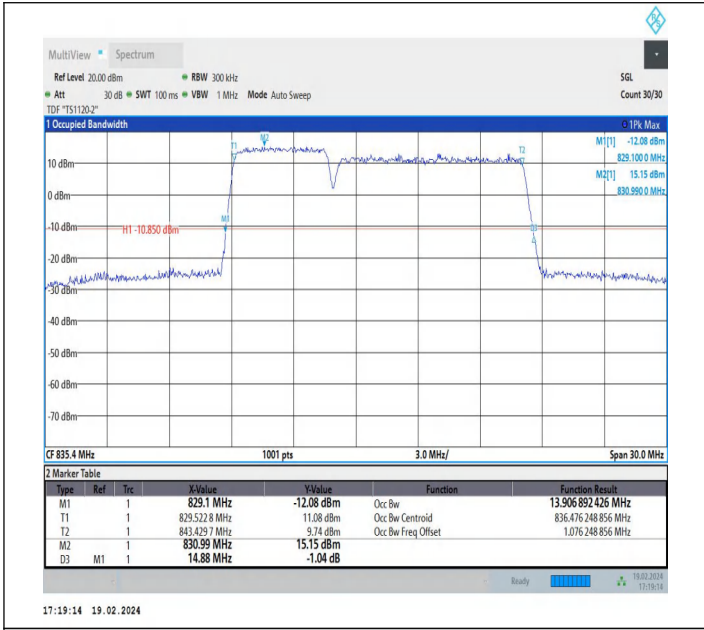 MultiView Spectrum
Ref Level 20.00 dBm RBW 300 kHz SGL
Att 30 dB SWT 100 ms VBW 1 MHz Mode Auto Sweep Count 30/30
TDF "TS1120-2"
1 Occupied Bandwidth 1Pk Max
M1[1] -12.08 dBm
829.100 0 MHz
M2[1] 15.15 dBm
830.990 0 MHz
M2
T1
T2
10 dBm
0 dBm
M1
-10 dBm
H1 -10.850 dBm
D3
-20 dBm
-30 dBm
-40 dBm
-50 dBm
-60 dBm
-70 dBm
CF 835.4 MHz 1001 pts 3.0 MHz/ Span 30.0 MHz
2 Marker Table
Type Ref Trc X-Value Y-Value Function Function Result
M1 1 829.1 MHz -12.08 dBm Occ Bw 13.906 892 426 MHz
T1 1 829.522 8 MHz 11.08 dBm Occ Bw Centroid 836.476 248 856 MHz
T2 1 843.429 7 MHz 9.74 dBm Occ Bw Freq Offset 1.076 248 856 MHz
M2 1 830.99 MHz 15.15 dBm
D3 M1 1 14.88 MHz -1.04 dB
Ready 19.02.2024
17:19:14
17:19:14 19.02.2024